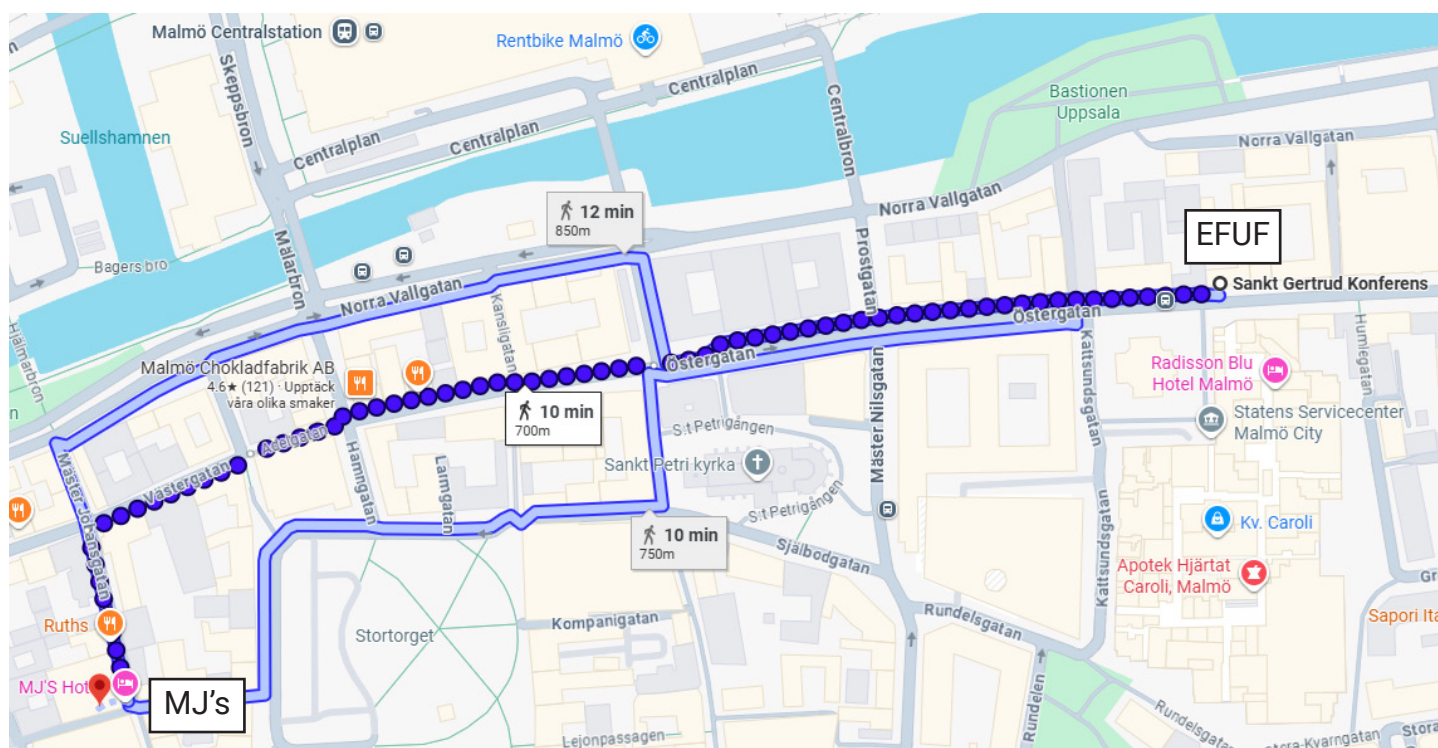 Malmö Centralstation
Rentbike Malmö
Skeppsbron
Centralplan
Centralplan
Centralplan
Centralplan
Centralbron
Bastionen
Uppsala
Suellshamnen
Norra Vallgatan
12 min
850m
Norra Vallgatan
Mälarbron
Bagers bro
Prostgatan
EFUF
Sankt Gertrud Konferens
Norra Vallgatan
Kansligatan
Hjälmarbron
Östergatan
Malmö Chokladfabrik AB
4.6★ (121) · Upptäck
våra olika smaker
Östergatan
Kattsundsgatan
Humlegatan
Radisson Blu
Hotel Malmö
10 min
700m
Adelgatan
Västergatan
Hamngatan
Larmgatan
S:t Petrigången
Mäster Nilsgatan
Statens Servicecenter
Malmö City
Sankt Petri kyrka
Mäster Johansgatan
S:t Petrigången
10 min
750m
Själbodgatan
Kv. Caroli
Kattsundsgatan
Apotek Hjärtat
Caroli, Malmö
Ruths
Stortorget
Kompanigatan
Rundelsgatan
Sapori Ita
MJ'S Hot
MJ's
Rundelen
Rundelsgatan
Lejonpassagen